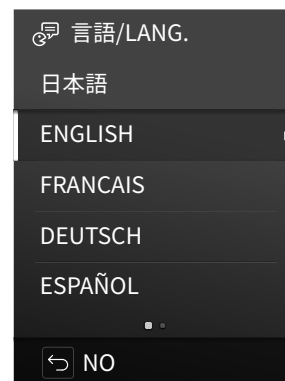 言語/LANG.
日本語
ENGLISH
FRANCAIS
DEUTSCH
ESPAÑOL
NO